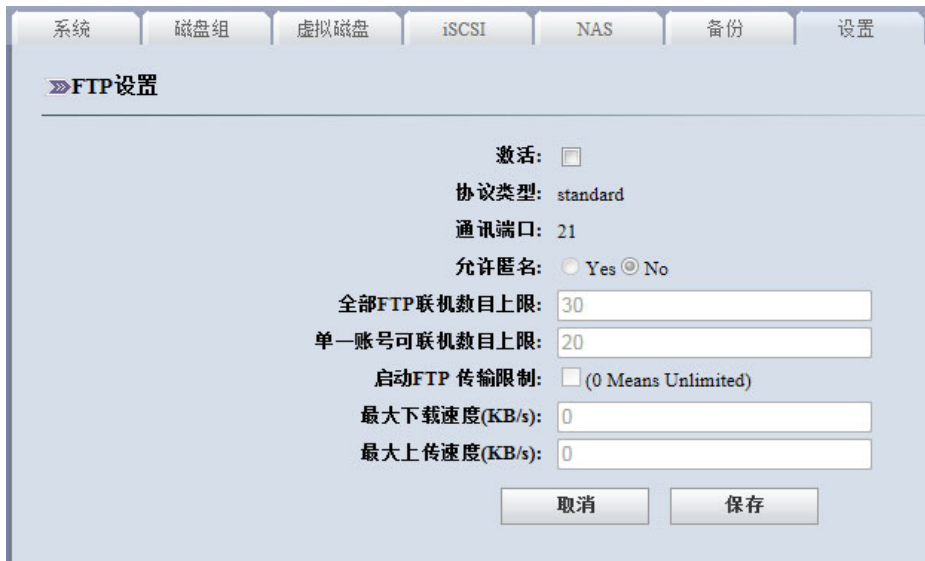 系统 磁盘组 虚拟磁盘 iSCSI NAS 备份 设置
FTP设置
激活:
协议类型: standard
通讯端口: 21
允许匿名: Yes No
全部FTP联机数目上限: 30
单一账号可联机数目上限: 20
启动FTP 传输限制: (0 Means Unlimited)
最大下载速度(KB/s): 0
最大上传速度(KB/s): 0
取消 保存